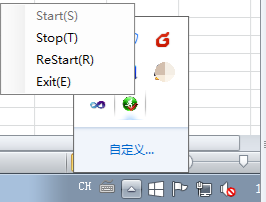 Start(S)
Stop(T)
ReStart(R)
Exit(E)
自定义...
CH